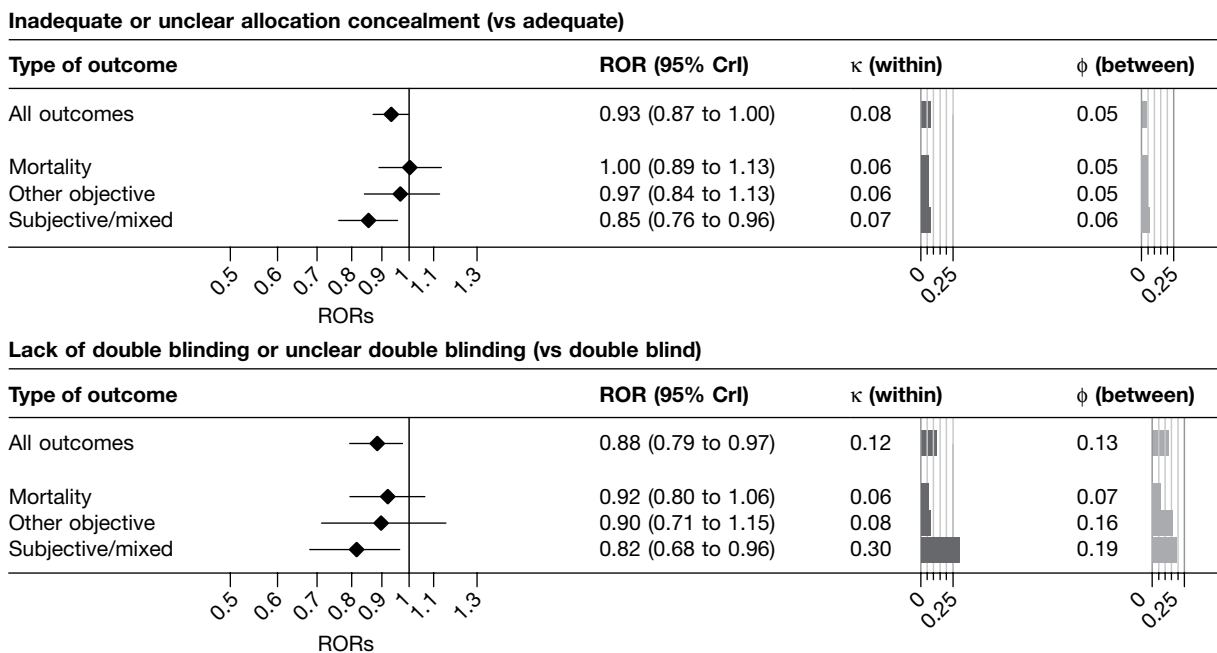 Inadequate or unclear allocation concealment (vs adequate)
Type of outcome ROR (95% CrI) κ (within) ϕ (between)
All outcomes 0.93 (0.87 to 1.00) 0.08 0.05
Mortality 1.00 (0.89 to 1.13) 0.06 0.05
Other objective 0.97 (0.84 to 1.13) 0.06 0.05
Subjective/mixed 0.85 (0.76 to 0.96) 0.07 0.06
0.5 0.6 0.7 0.8 0.9 1 1.1 1.3 0 0.25 0 0.25
RORs
Lack of double blinding or unclear double blinding (vs double blind)
Type of outcome ROR (95% CrI) κ (within) ϕ (between)
All outcomes 0.88 (0.79 to 0.97) 0.12 0.13
Mortality 0.92 (0.80 to 1.06) 0.06 0.07
Other objective 0.90 (0.71 to 1.15) 0.08 0.16
Subjective/mixed 0.82 (0.68 to 0.96) 0.30 0.19
0.5 0.6 0.7 0.8 0.9 1 1.1 1.3 0 0.25 0 0.25
RORs